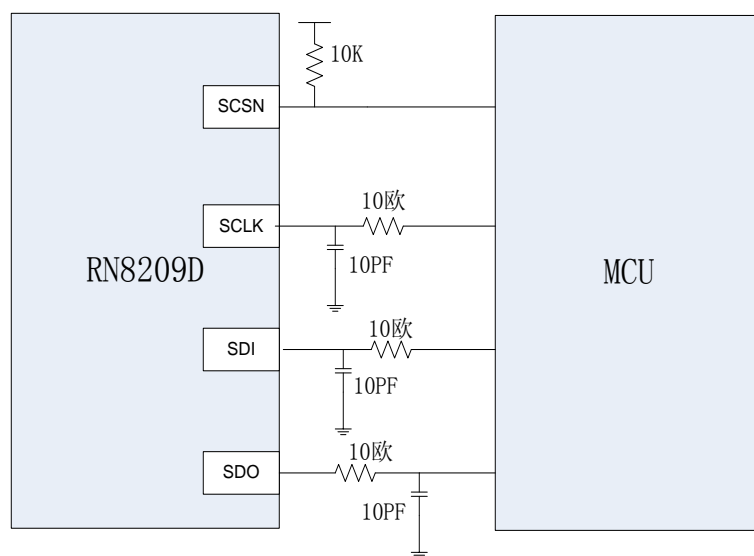 10K
SCSN
10欧
SCLK
10PF
RN8209D
MCU
10欧
SDI
10PF
10欧
SDO
10PF